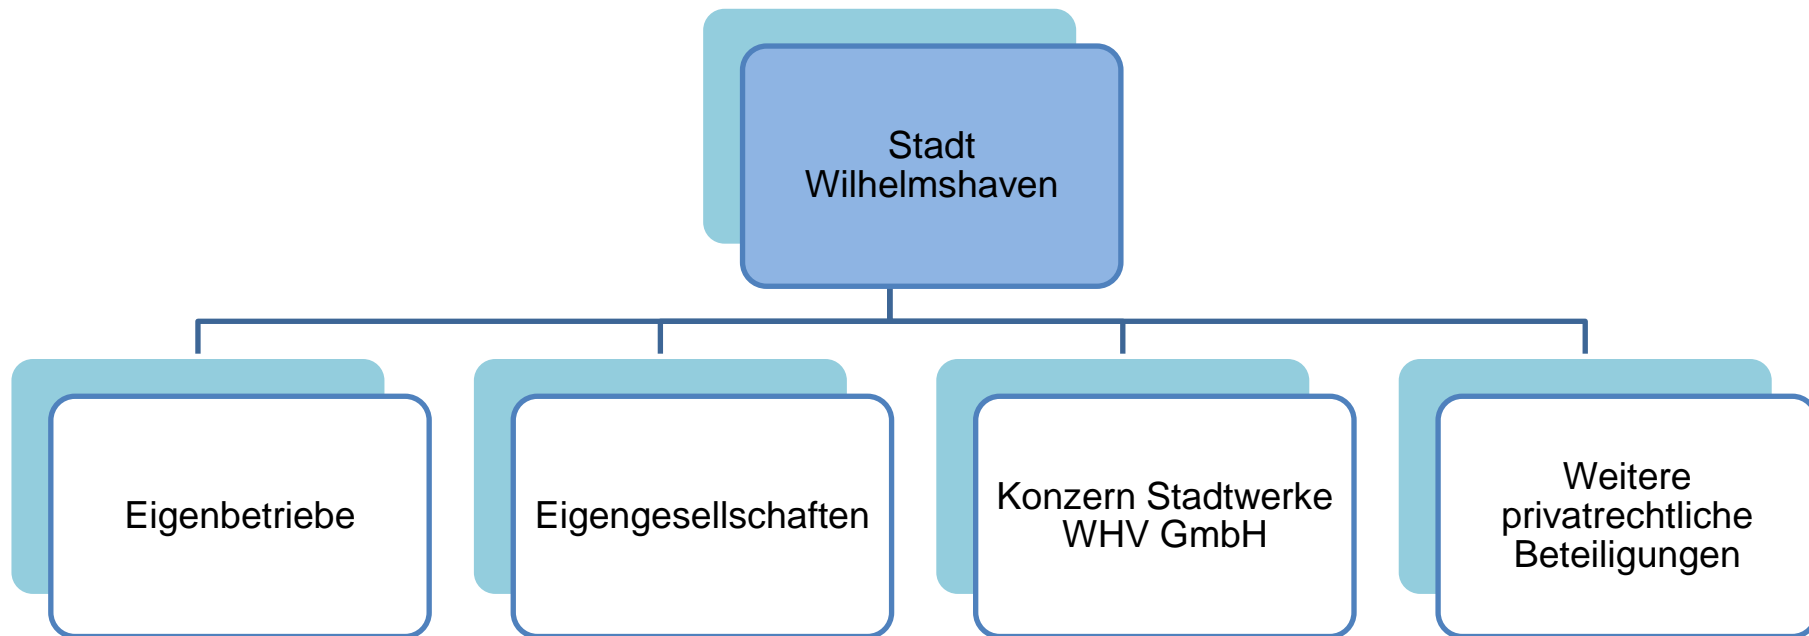 Stadt
Wilhelmshaven
Eigenbetriebe
Eigengesellschaften
Konzern Stadtwerke
WHV GmbH
Weitere
privatrechtliche
Beteiligungen